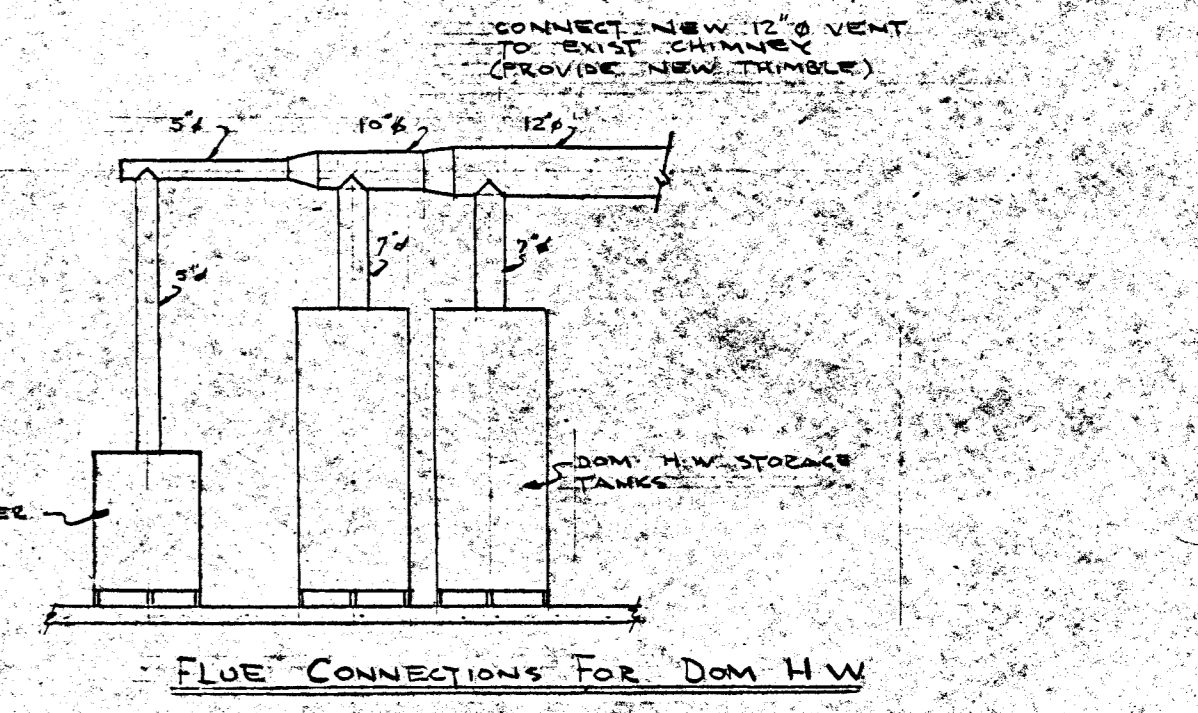 CONNECT NEW 12"Ø VENT
TO EXIST CHIMNEY
(PROVIDE NEW THIMBLE)
5"Ø
10"Ø
12"Ø
7"Ø
7"Ø
5"Ø
DOM. H.W. STORAGE
TANKS
ER
FLUE CONNECTIONS FOR DOM H W